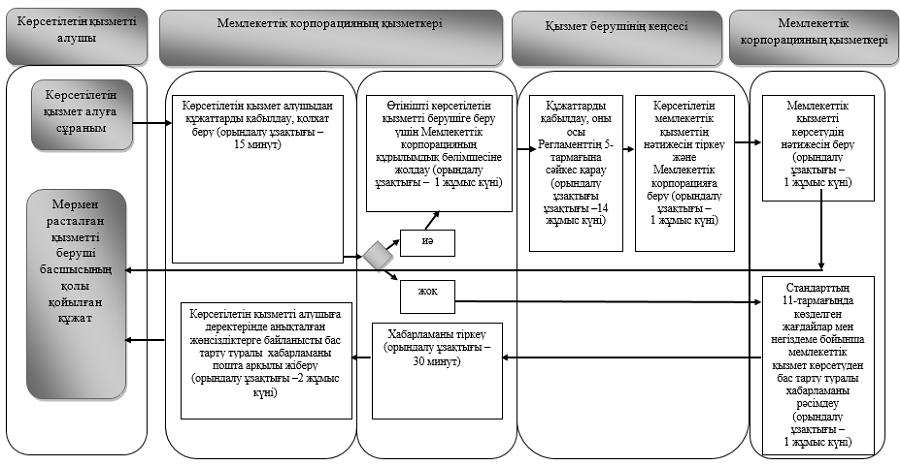 Көрсетілетін қызметті
алушы
Мемлекеттік корпорацияның қызметкері
Қызмет берушінің кеңсесі
Мемлекеттік
корпорацияның қызметкері
Көрсетілетін
қызмет алуға
сұраным
Көрсетілетін қызмет алушыдан
құжаттарды қабылдау, қолхат
беру (орындалу ұзақтығы –
15 минут)
Өтінішті көрсетілетін
қызметті берушіге беру
үшін Мемлекеттік
корпорацияның
құрылымдық бөлімшесіне
жолдау (орындалу
ұзақтығы – 1 жұмыс күні)
Құжаттарды
қабылдау, оны
осы
Регламенттің 5-
тармағына
сәйкес қарау
(орындалу
ұзақтығы
ұзақтығы –14
жұмыс күні)
Көрсетілетін
мемлекеттік
қызметтің
нәтижесін тіркеу
және
Мемлекеттік
корпорацияға
беру (орындалу
ұзақтығы –
1 жұмыс күні)
Мемлекеттік
қызметті
көрсетудің
нәтижесін беру
(орындалу
ұзақтығы –
1 жұмыс күні)
иә
жоқ
Мөрмен
расталған
қызметті
беруші
басшысының
қолы
қойылған
құжат
Көрсетілетін қызметті алушыға
деректерінде анықталған
жөнсіздіктерге байланысты бас
тарту туралы хабарламаны
пошта арқылы жіберу
(орындалу ұзақтығы –2 жұмыс
күні)
Хабарламаны тіркеу
(орындалу ұзақтығы –
30 минут)
Стандарттың
11-тармағында
көзделген
жағдайлар мен
негіздеме бойынша
мемлекеттік
қызмет көрсетуден
бас тарту туралы
хабарламаны
рәсімдеу
(орындалу
ұзақтығы –
1 жұмыс күні)